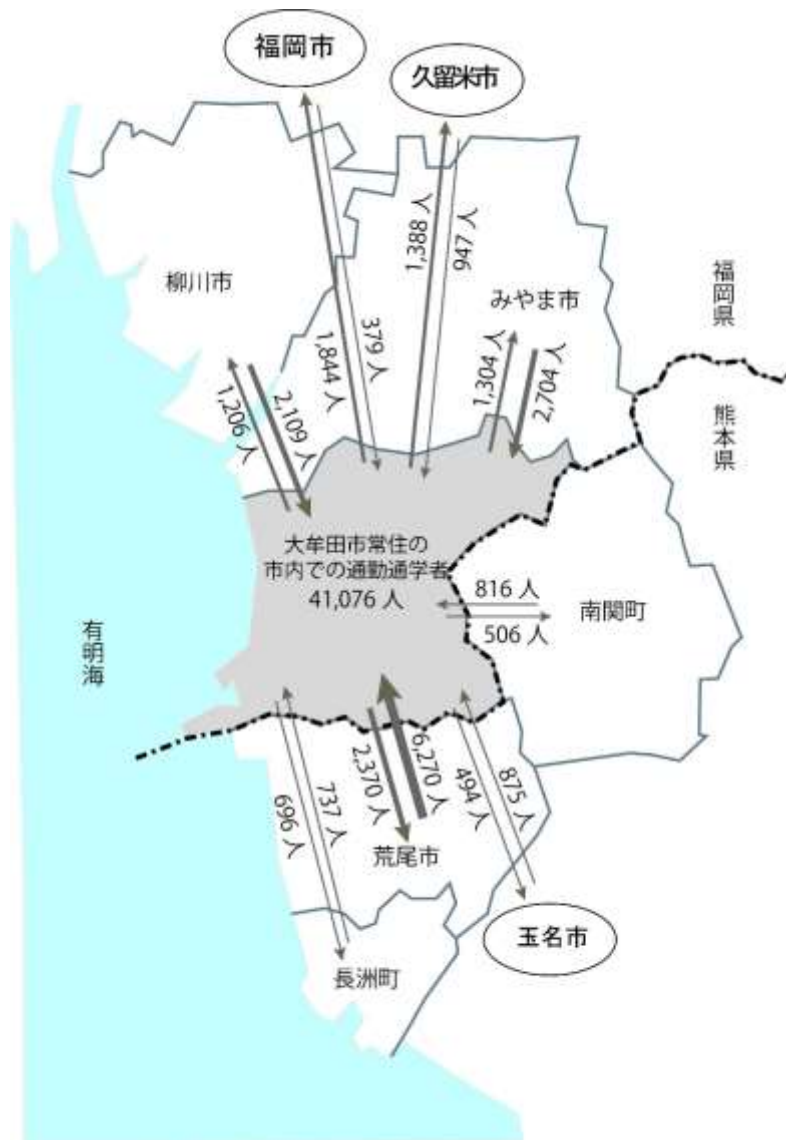 福岡市
久留米市
1,388 人
947 人
福岡県
柳川市
みやま市
379 人
1,844 人
1,304 人
2,704 人
熊本県
1,206 人
2,109 人
大牟田市常住の
市内での通勤通学者
41,076 人
816 人
南関町
506 人
有明海
696 人
737 人
2,370 人
6,270 人
494 人
875 人
荒尾市
玉名市
長洲町